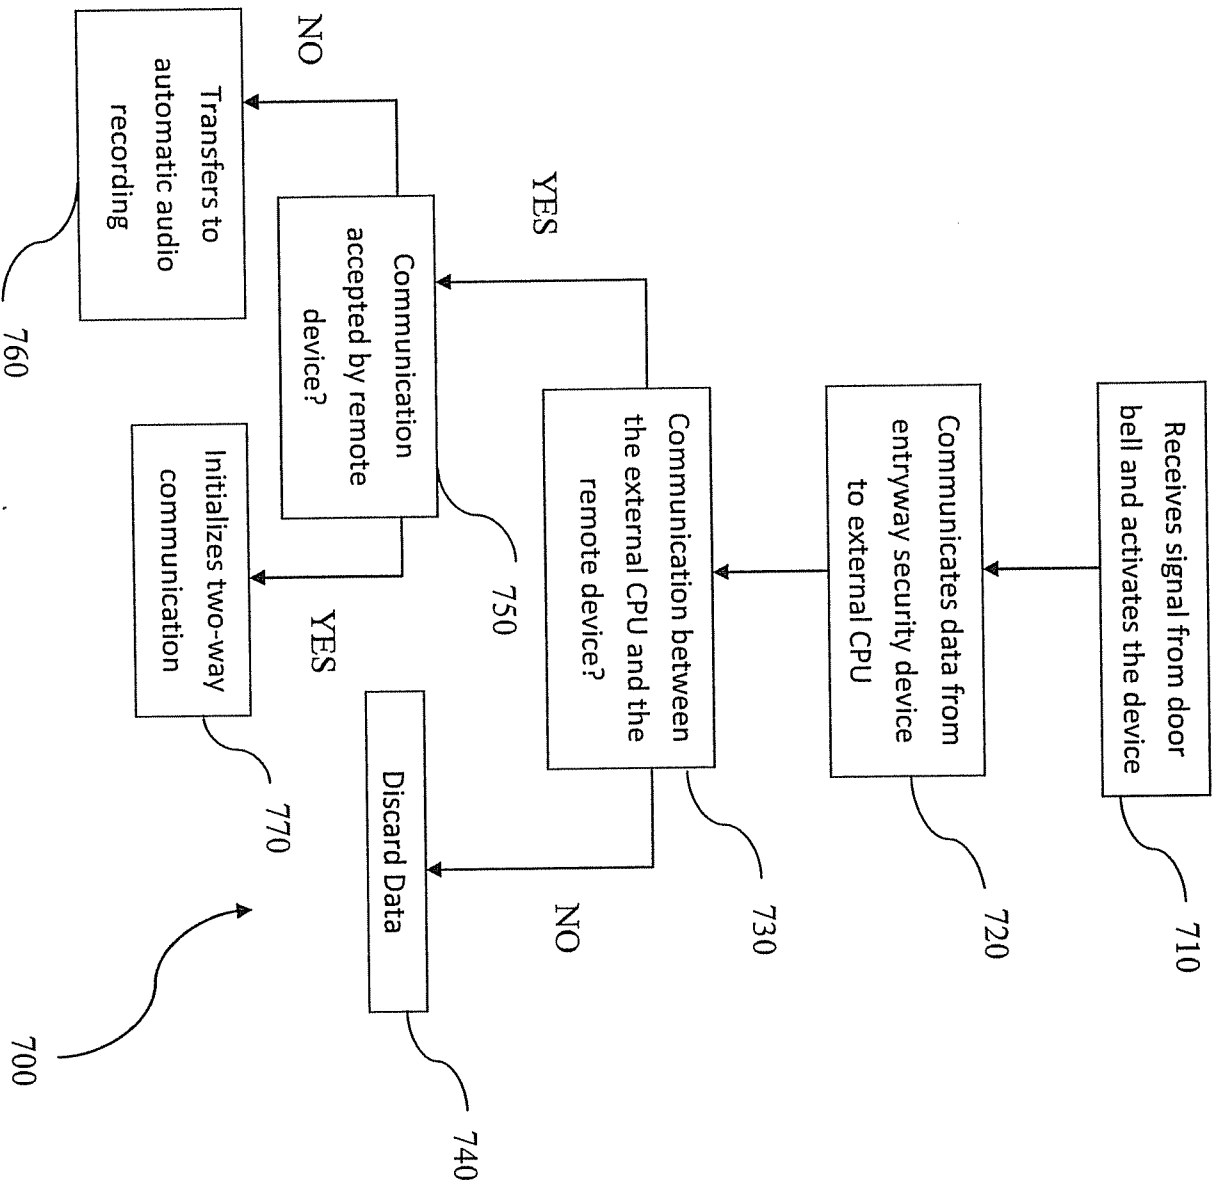 Receives signal from door
bell and activates the device
710
Communicates data from
entryway security device
to external CPU
720
Communication between
the external CPU and the
remote device?
730
YES
NO
Communication
accepted by remote
device?
750
Discard Data
740
NO
YES
Transfers to
automatic audio
recording
760
Initializes two-way
communication
770
700